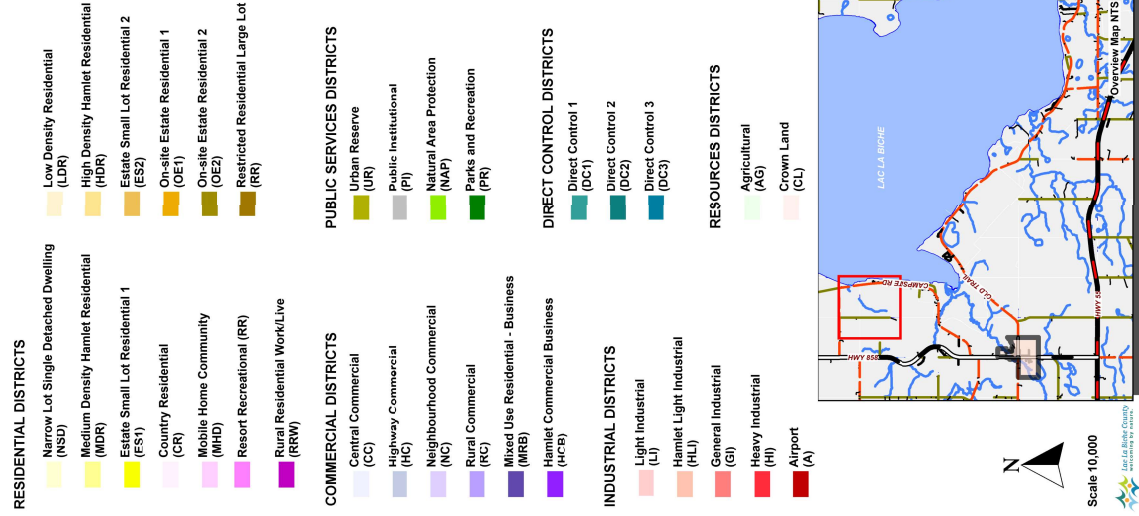 RESIDENTIAL DISTRICTS
Narrow Lot Single Detached Dwelling
(NSD)
Medium Density Hamlet Residential
(MDR)
Estate Small Lot Residential 1
(ES1)
Country Residential
(CR)
Mobile Home Community
(MHD)
Resort Recreational (RR)
Rural Residential Work/Live
(RRW)
Low Density Residential
(LDR)
High Density Hamlet Residential
(HDR)
Estate Small Lot Residential 2
(ES2)
On-site Estate Residential 1
(OE1)
On-site Estate Residential 2
(OE2)
Restricted Residential Large Lot
(RR)
COMMERCIAL DISTRICTS
Central Commercial
(CC)
Highway Commercial
(HC)
Neighbourhood Commercial
(NC)
Rural Commercial
(RC)
Mixed Use Residential - Business
(MRB)
Hamlet Commercial Business
(HCB)
PUBLIC SERVICES DISTRICTS
Urban Reserve
(UR)
Public Institutional
(PI)
Natural Area Protection
(NAP)
Parks and Recreation
(PR)
INDUSTRIAL DISTRICTS
Light Industrial
(LI)
Hamlet Light Industrial
(HLI)
General Industrial
(GI)
Heavy Industrial
(HI)
Airport
(A)
DIRECT CONTROL DISTRICTS
Direct Control 1
(DC1)
Direct Control 2
(DC2)
Direct Control 3
(DC3)
RESOURCES DISTRICTS
Agricultural
(AG)
Crown Land
(CL)
LAC LA BICHE
CAMPSITE RD
OLD TRAIL
HWY 858
HWY 55
Overview Map NTS
N
Scale 10,000
Lac La Biche County
welcoming by nature.